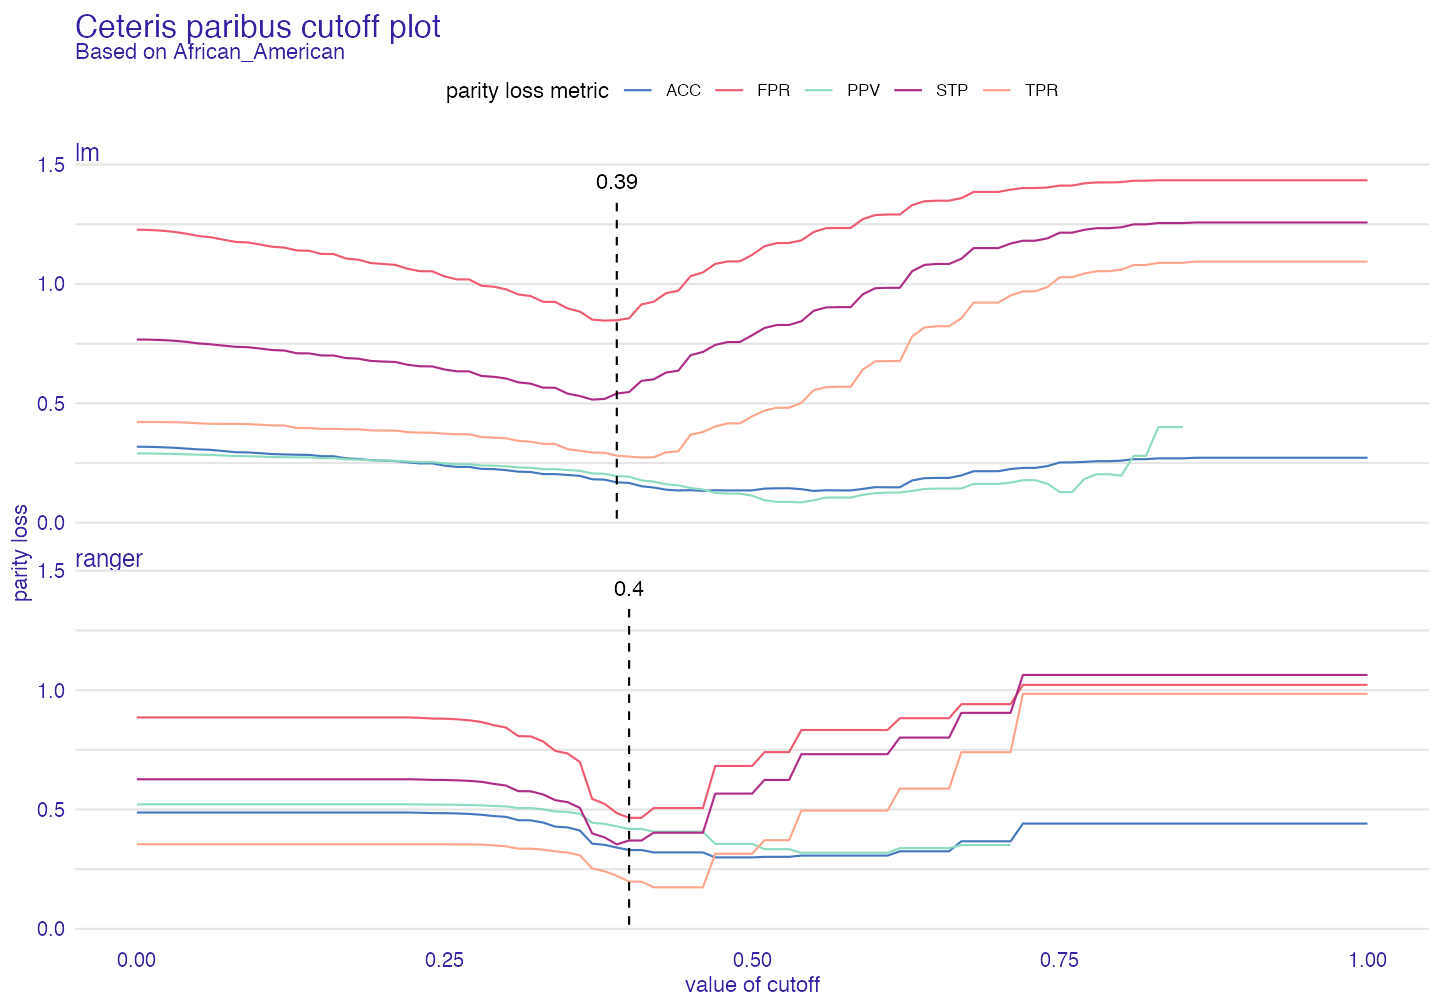 Ceteris paribus cutoff plot
Based on African_American
parity loss metric ACC FPR PPV STP TPR
lm
1.5
0.39
1.0
0.5
0.0
parity loss
ranger
1.5
0.4
1.0
0.5
0.0
0.00 0.25 0.50 0.75 1.00
value of cutoff